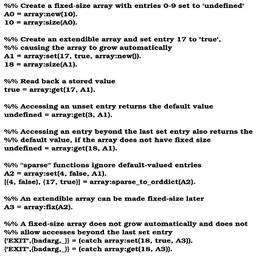 %% Create a fixed-size array with entries 0-9 set to 'undefined'
A0 = array:new(10).
10 = array:size(A0).
%% Create an extendible array and set entry 17 to 'true',
%% causing the array to grow automatically
A1 = array:set(17, true, array:new()).
18 = array:size(A1).
%% Read back a stored value
true = array:get(17, A1).
%% Accessing an unset entry returns the default value
undefined = array:get(3, A1).
%% Accessing an entry beyond the last set entry also returns the
%% default value, if the array does not have fixed size
undefined = array:get(18, A1).
%% "sparse" functions ignore default-valued entries
A2 = array:set(4, false, A1).
[{4, false}, {17, true}] = array:sparse_to_orddict(A2).
%% An extendible array can be made fixed-size later
A3 = array:fix(A2).
%% A fixed-size array does not grow automatically and does not
%% allow accesses beyond the last set entry
{'EXIT',{badarg,_}} = (catch array:set(18, true, A3)).
{'EXIT',{badarg,_}} = (catch array:get(18, A3)).